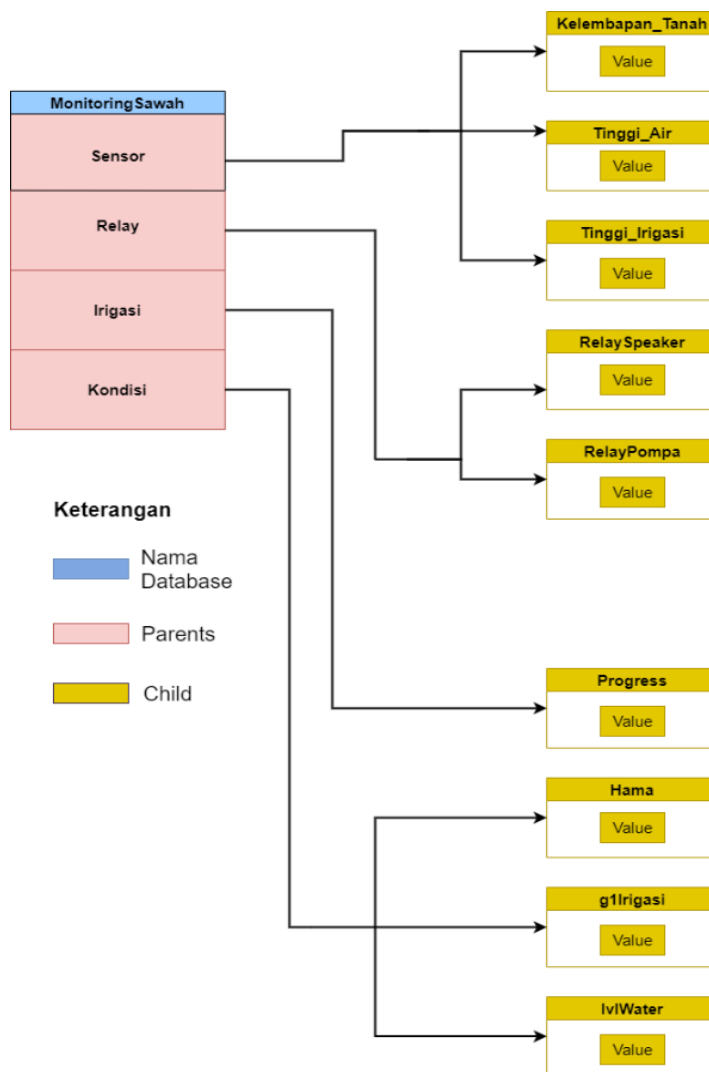 MonitoringSawah
Sensor
Relay
Irigasi
Kondisi
Keterangan
Nama
Database
Parents
Child
Kelembapan_Tanah
Value
Tinggi_Air
Value
Tinggi_Irigasi
Value
RelaySpeaker
Value
RelayPompa
Value
Progress
Value
Hama
Value
g1Irigasi
Value
lvlWater
Value